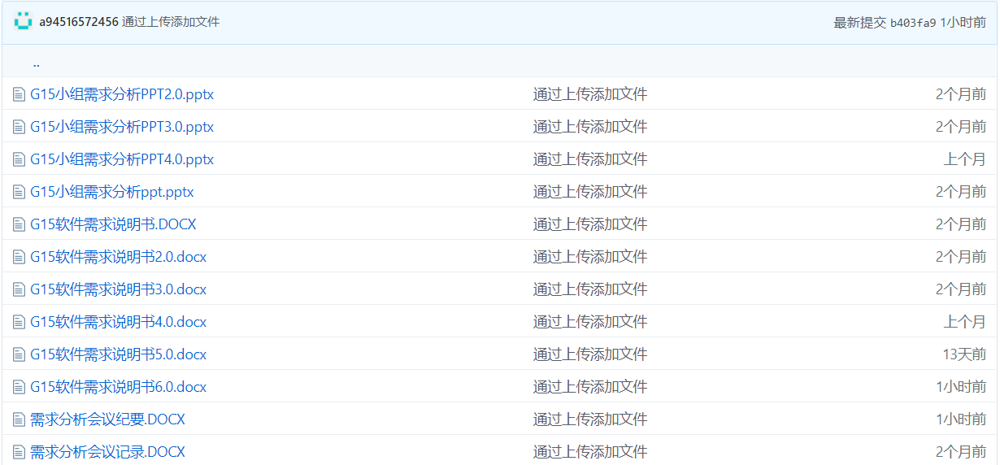 a94516572456 通过上传添加文件 最新提交 b403fa9 1小时前
..
G15小组需求分析PPT2.0.pptx 通过上传添加文件 2个月前
G15小组需求分析PPT3.0.pptx 通过上传添加文件 2个月前
G15小组需求分析PPT4.0.pptx 通过上传添加文件 上个月
G15小组需求分析ppt.pptx 通过上传添加文件 2个月前
G15软件需求说明书.DOCX 通过上传添加文件 2个月前
G15软件需求说明书2.0.docx 通过上传添加文件 2个月前
G15软件需求说明书3.0.docx 通过上传添加文件 2个月前
G15软件需求说明书4.0.docx 通过上传添加文件 上个月
G15软件需求说明书5.0.docx 通过上传添加文件 13天前
G15软件需求说明书6.0.docx 通过上传添加文件 1小时前
需求分析会议纪要.DOCX 通过上传添加文件 1小时前
需求分析会议记录.DOCX 通过上传添加文件 2个月前